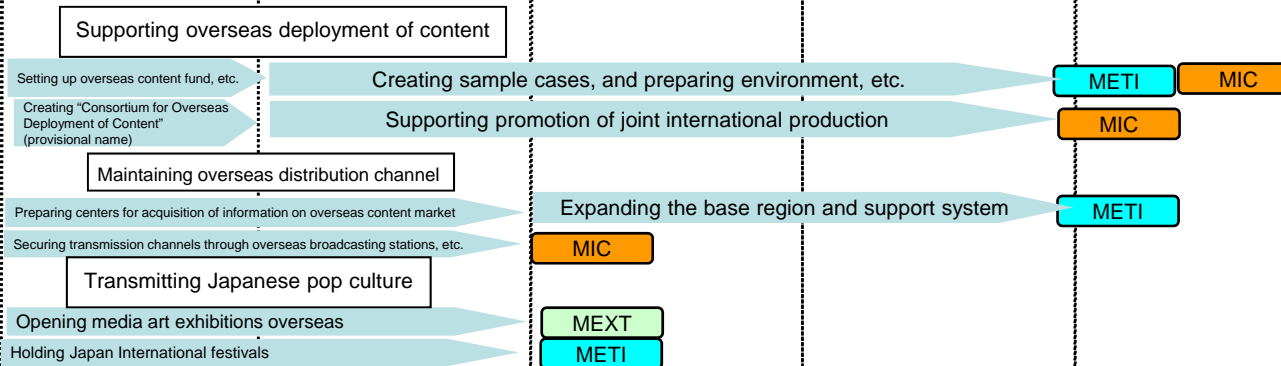 Supporting overseas deployment of content
Setting up overseas content fund, etc.
Creating sample cases, and preparing environment, etc.
METI
MIC
Creating “Consortium for Overseas
Deployment of Content”
(provisional name)
Supporting promotion of joint international production
MIC
Maintaining overseas distribution channel
Preparing centers for acquisition of information on overseas content market
Expanding the base region and support system
METI
Securing transmission channels through overseas broadcasting stations, etc.
MIC
Transmitting Japanese pop culture
Opening media art exhibitions overseas
MEXT
Holding Japan International festivals
METI